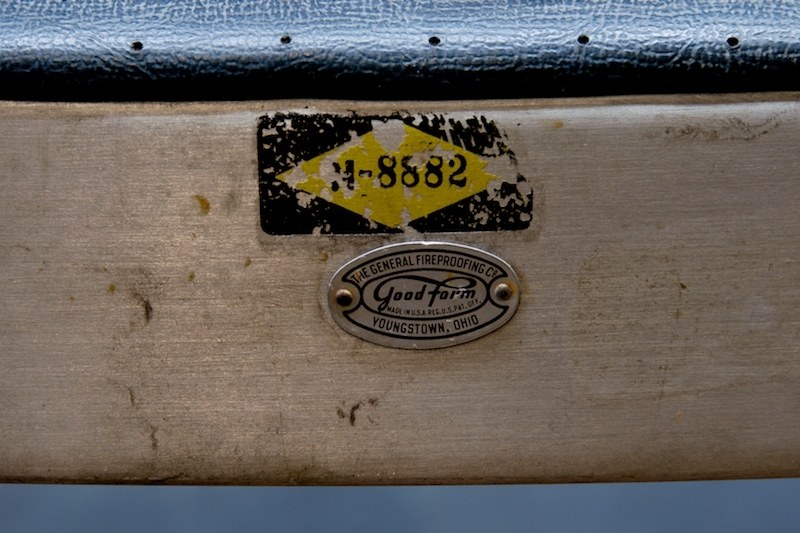 -8882
THE GENERAL FIREPROOFING CO.
Good Form
MADE IN U.S.A. REG. U.S. PAT. OFF.
YOUNGSTOWN, OHIO